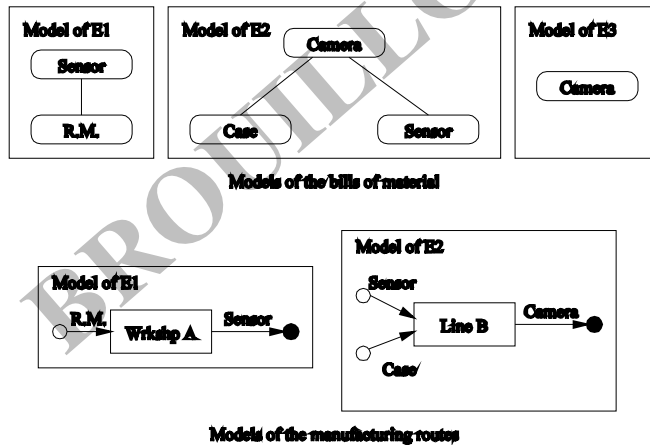 Model of E1
Sensor
R.M.
Model of E2
Camera
Case
Sensor
Model of E3
Camera
Models of the bills of material
Model of E1
R.M.
Wrkshp A
Sensor
Model of E2
Sensor
Case
Line B
Camera
Models of the manufacturing routes
BROUILLO